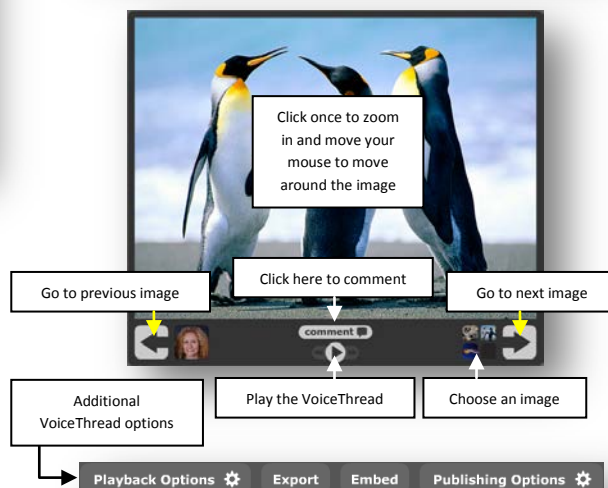 Click once to zoom
in and move your
mouse to move
around the image
Go to previous image
Click here to comment
Go to next image
comment
Additional
VoiceThread options
Play the VoiceThread
Choose an image
Playback Options
Export
Embed
Publishing Options